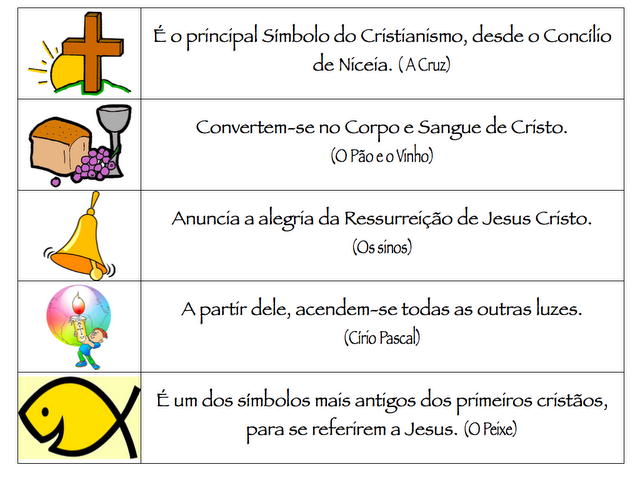 É o principal Símbolo do Cristianismo, desde o Concílio
de Niceia. ( A Cruz)
Convertem-se no Corpo e Sangue de Cristo.
(O Pão e o Vinho)
Anuncia a alegria da Ressurreição de Jesus Cristo.
(Os sinos)
A partir dele, acendem-se todas as outras luzes.
(Círio Pascal)
É um dos símbolos mais antigos dos primeiros cristãos,
para se referirem a Jesus. (O Peixe)